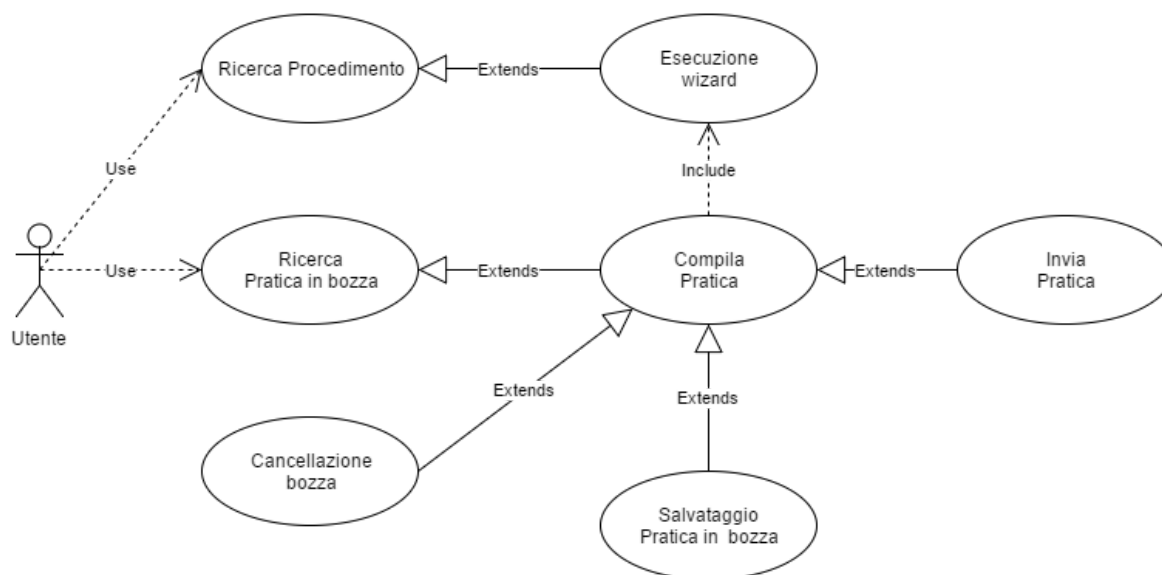 Ricerca Procedimento
Extends
Esecuzione
wizard
Use
Include
Use
Ricerca
Pratica in bozza
Extends
Compila
Pratica
Extends
Invia
Pratica
Utente
Extends
Extends
Cancellazione
bozza
Salvataggio
Pratica in bozza